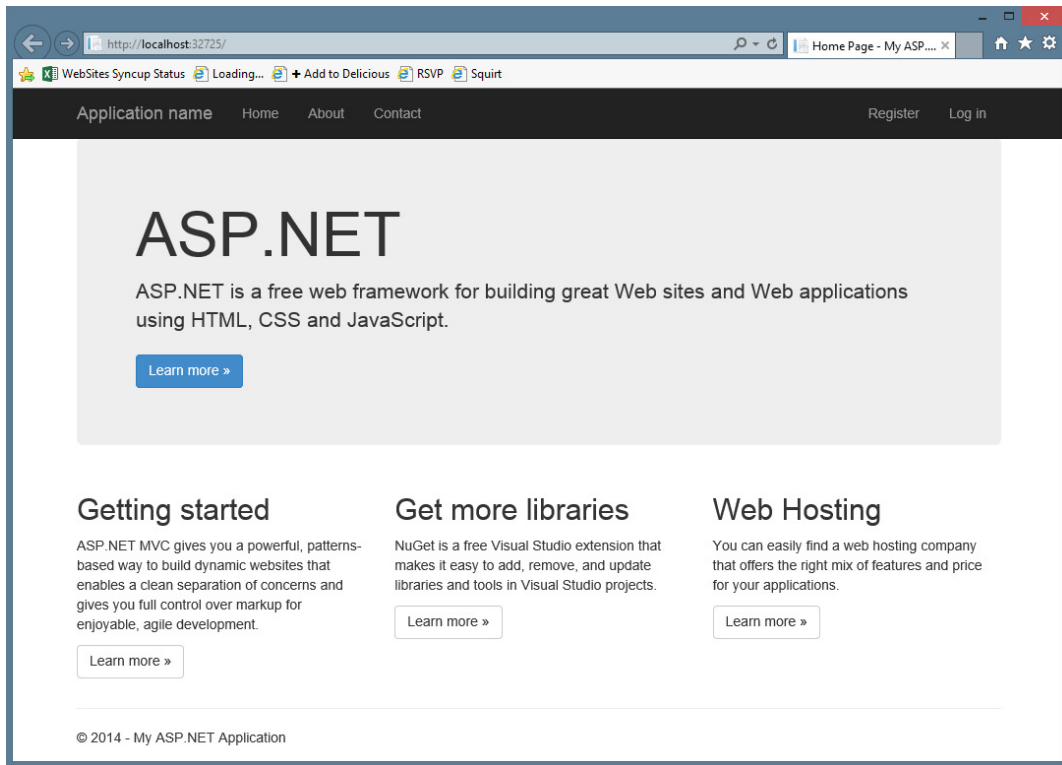 http://localhost:32725/
Home Page - My ASP....
WebSites Syncup Status Loading... + Add to Delicious RSVP Squirt
Application name Home About Contact Register Log in
ASP.NET
ASP.NET is a free web framework for building great Web sites and Web applications
using HTML, CSS and JavaScript.
Learn more »
Getting started
ASP.NET MVC gives you a powerful, patterns-
based way to build dynamic websites that
enables a clean separation of concerns and
gives you full control over markup for
enjoyable, agile development.
Learn more »
Get more libraries
NuGet is a free Visual Studio extension that
makes it easy to add, remove, and update
libraries and tools in Visual Studio projects.
Learn more »
Web Hosting
You can easily find a web hosting company
that offers the right mix of features and price
for your applications.
Learn more »
© 2014 - My ASP.NET Application